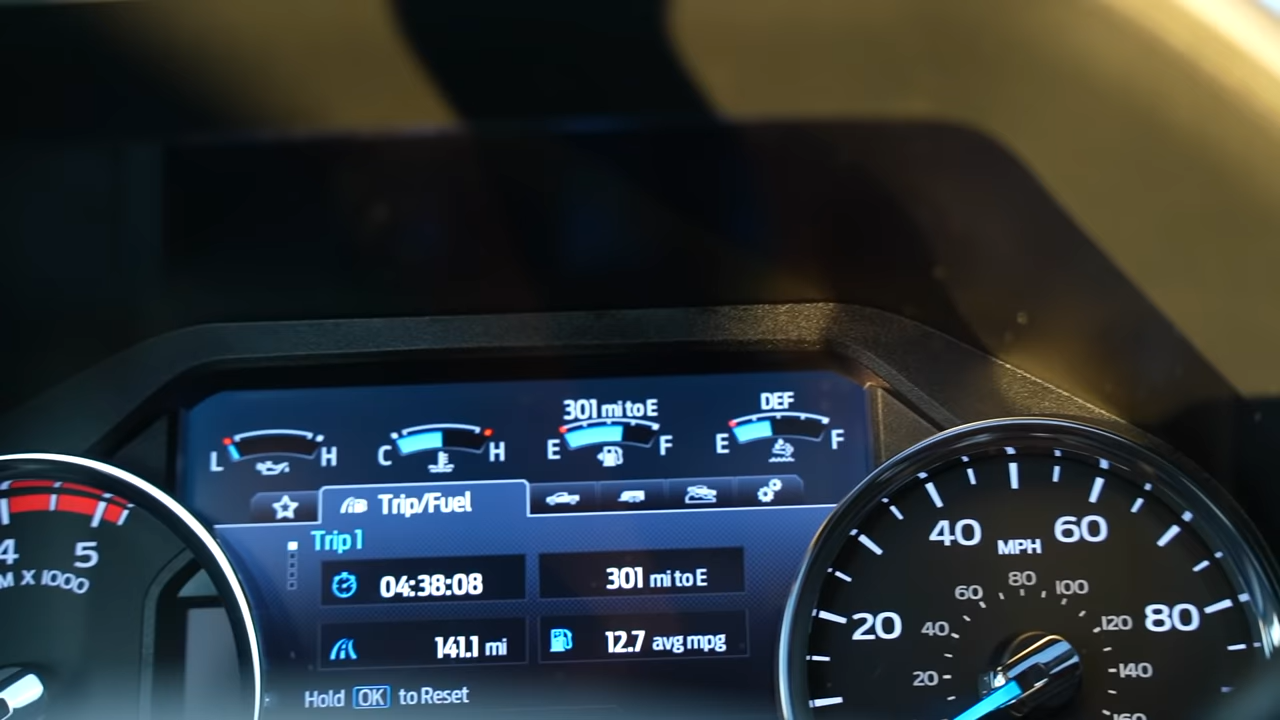 301 mi to E
DEF
L H
C H
E F
E F
Trip/Fuel
Trip 1
04:38:08
301 mi to E
141.1 mi
12.7 avg mpg
Hold OK to Reset
4 5
M X 1000
20 40 60 80
MPH
20 40 60 80 100 120 140 160